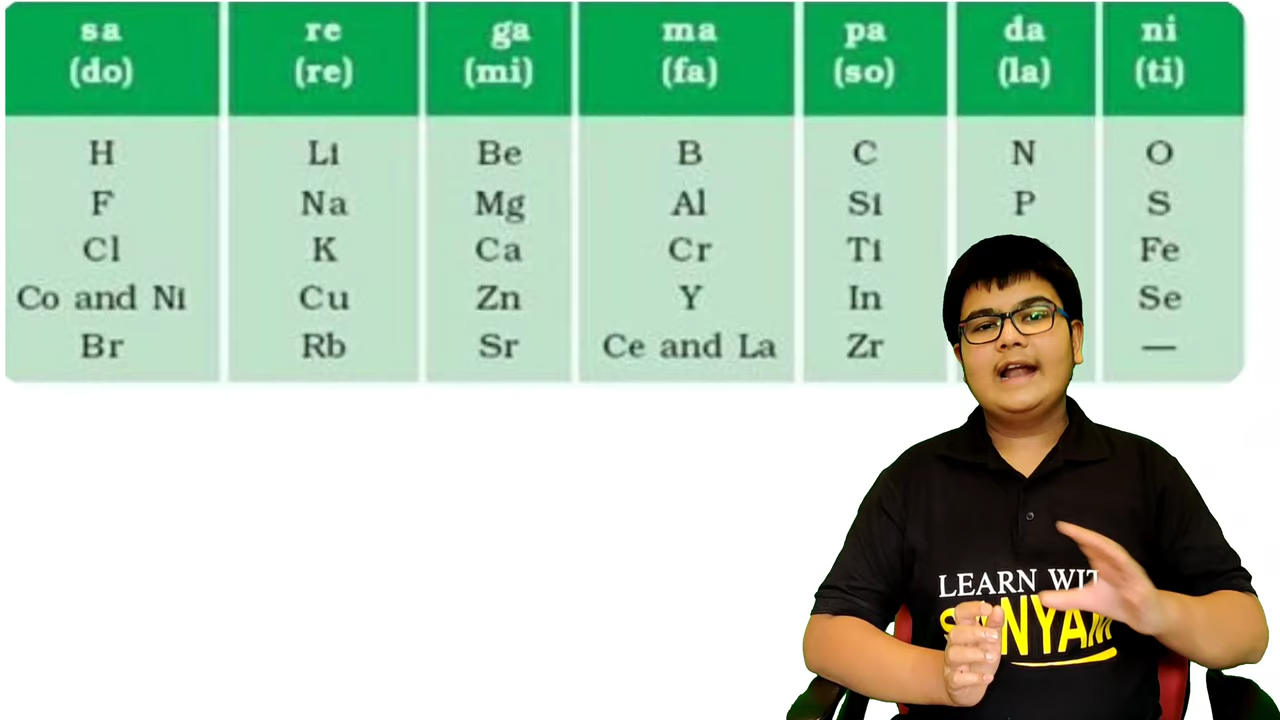 sa re ga ma pa da ni
(do) (re) (mi) (fa) (so) (la) (ti)
H Li Be B C N O
F Na Mg Al Si P S
Cl K Ca Cr Ti Fe
Co and Ni Cu Zn Y In Se
Br Rb Sr Ce and La Zr —
LEARN